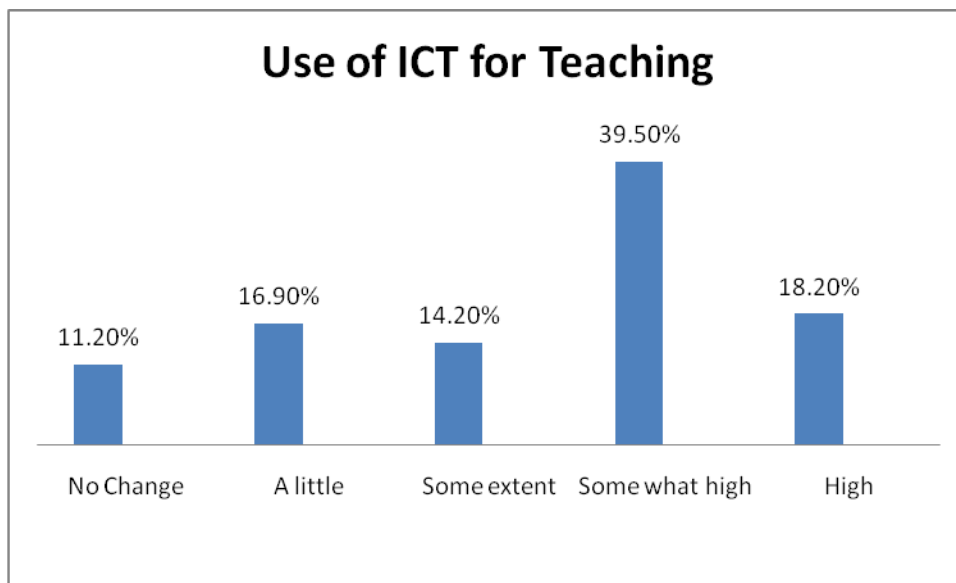 Use of ICT for Teaching
39.50%
18.20%
16.90%
14.20%
11.20%
No Change
A little
Some extent
Some what high
High